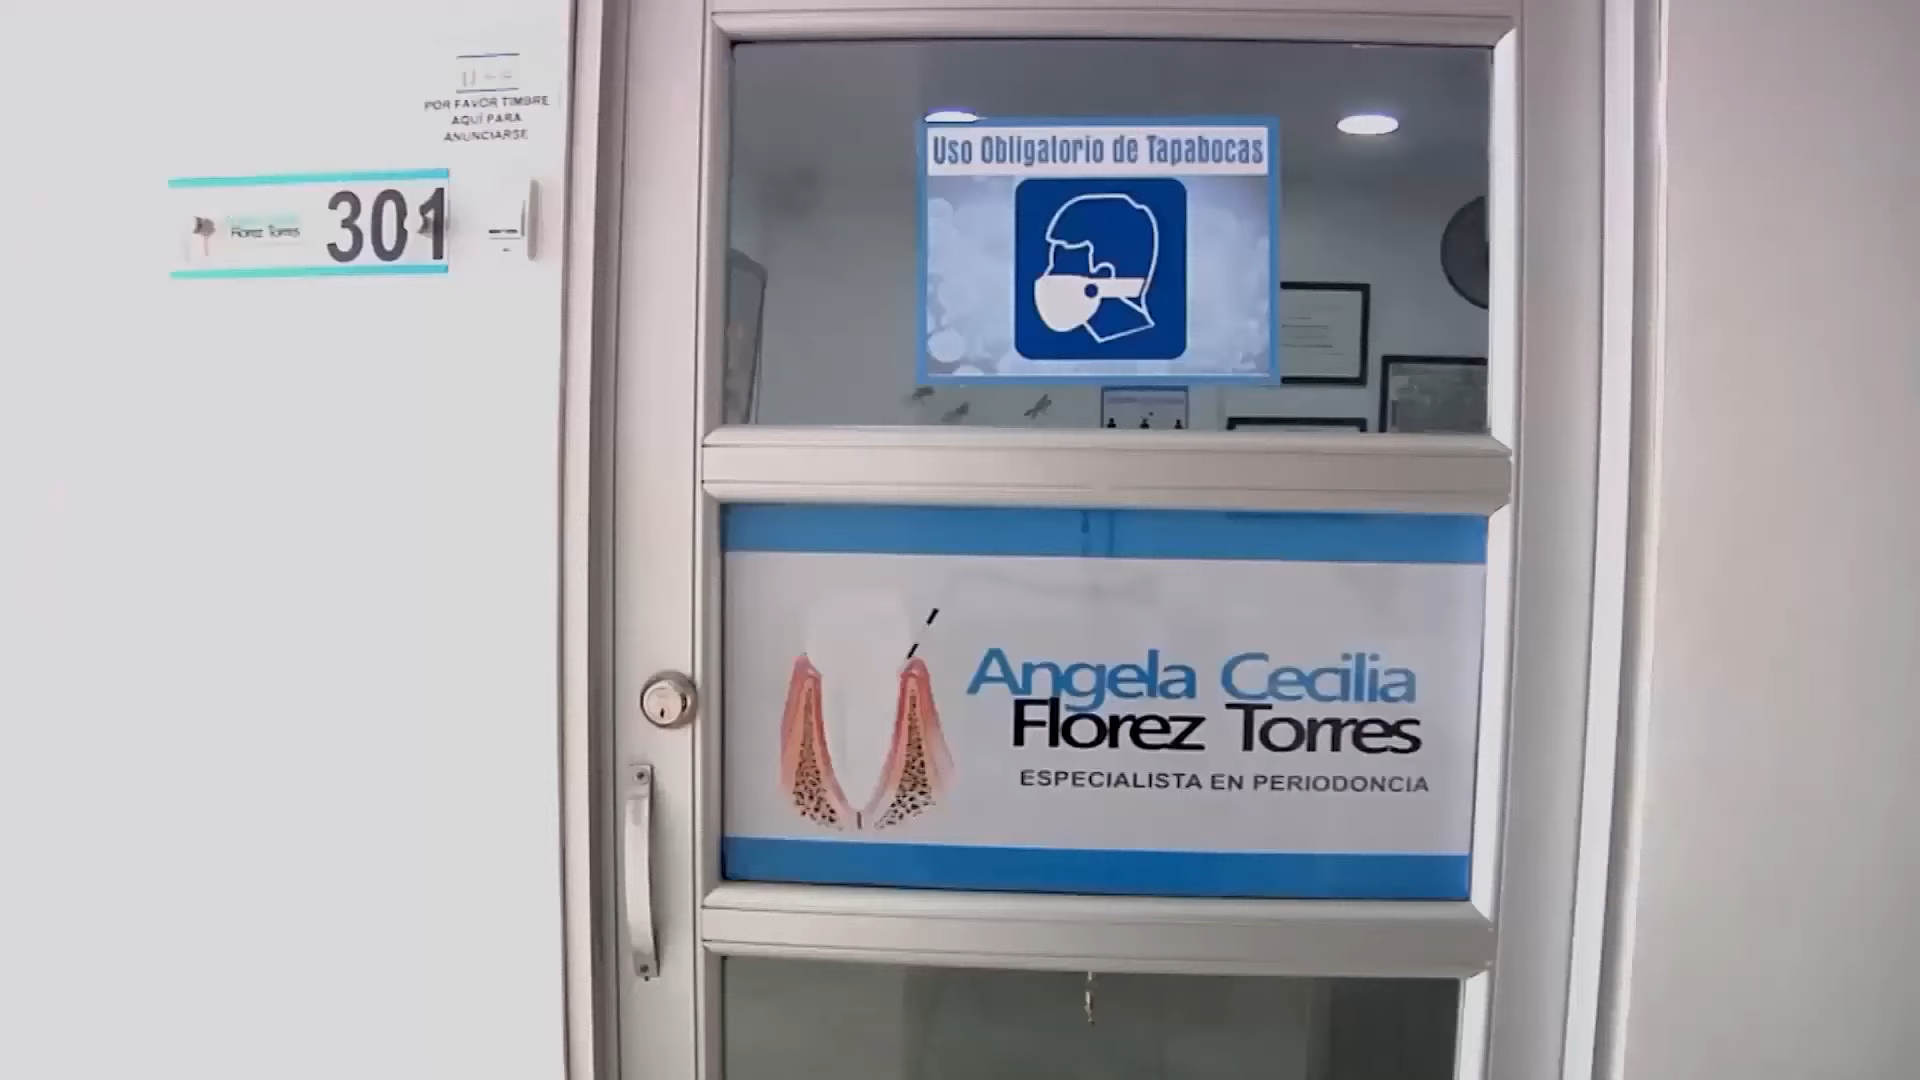 POR FAVOR TIMBRE
AQUÍ PARA
ANUNCIARSE
Florez Torres
301
Uso Obligatorio de Tapabocas
Angela Cecilia
Florez Torres
ESPECIALISTA EN PERIODONCIA